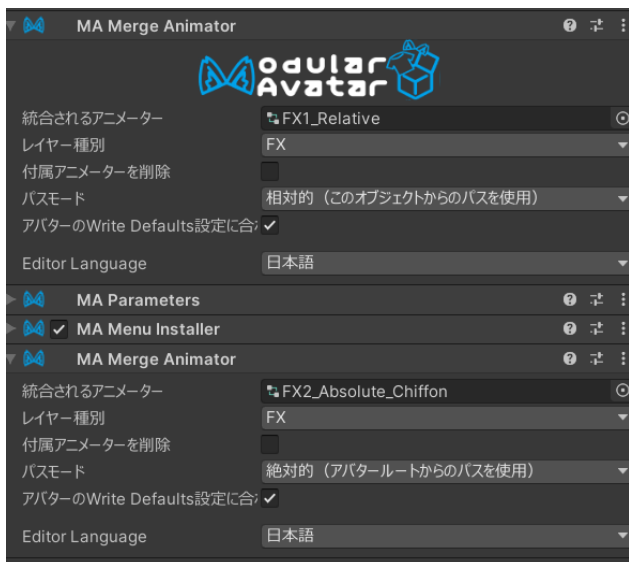 MA Merge Animator
odular
Avatar
統合されるアニメーター FX1_Relative
レイヤー種別 FX
付属アニメーターを削除
パスモード 相対的（このオブジェクトからのパスを使用）
アバターのWrite Defaults設定に合
Editor Language 日本語
MA Parameters
MA Menu Installer
MA Merge Animator
統合されるアニメーター FX2_Absolute_Chiffon
レイヤー種別 FX
付属アニメーターを削除
パスモード 絶対的（アバタールートからのパスを使用）
アバターのWrite Defaults設定に合
Editor Language 日本語